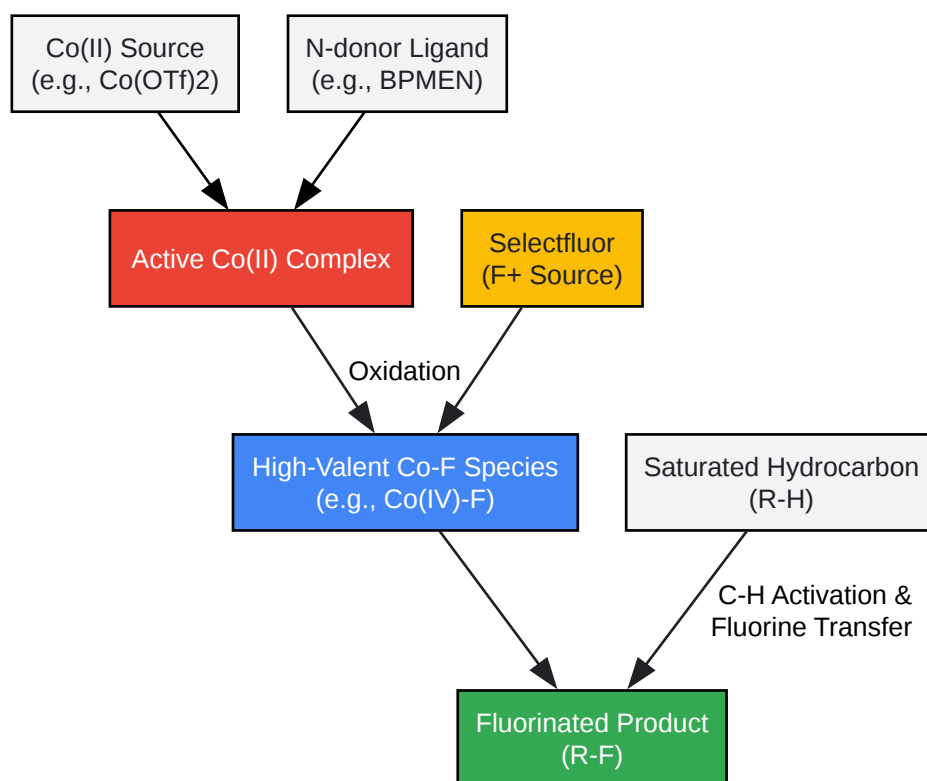 Co(II) Source
(e.g., Co(OTf)2)
N-donor Ligand
(e.g., BPMEN)
Active Co(II) Complex
Selectfluor
(F+ Source)
Oxidation
High-Valent Co-F Species
(e.g., Co(IV)-F)
Saturated Hydrocarbon
(R-H)
C-H Activation &
Fluorine Transfer
Fluorinated Product
(R-F)